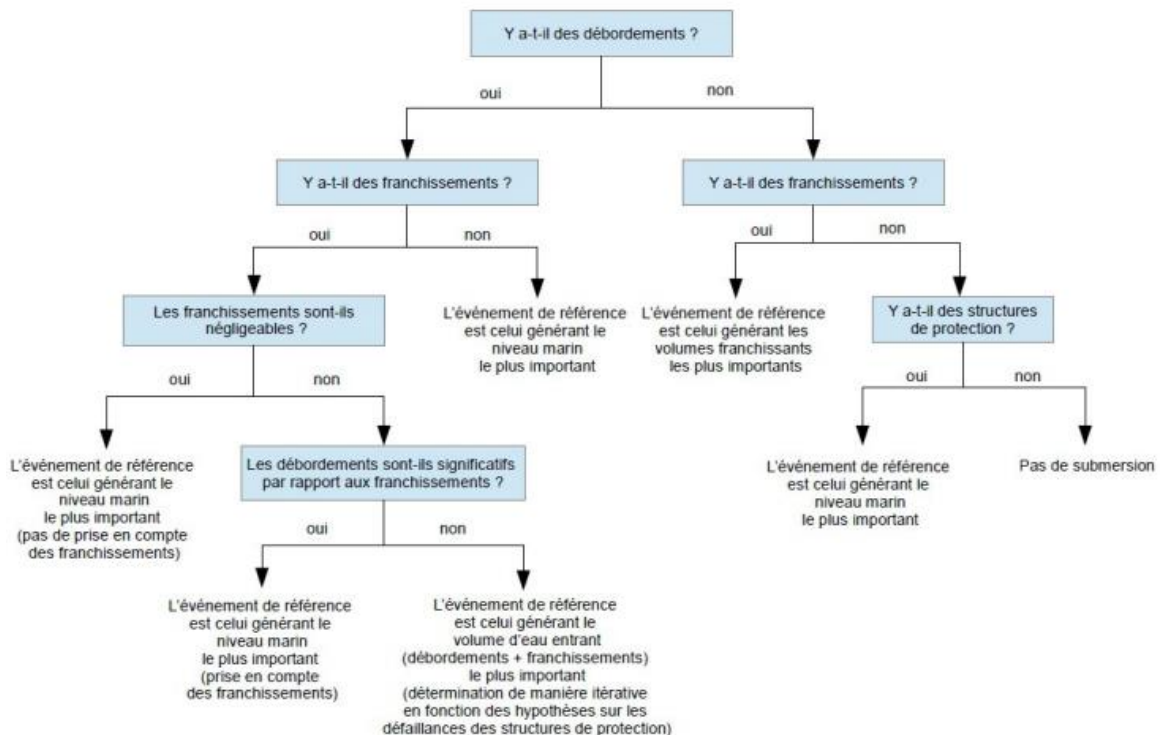 Y a-t-il des débordements ?
oui
non
Y a-t-il des franchissements ?
Y a-t-il des franchissements ?
oui
non
oui
non
Les franchissements sont-ils
négligeables ?
L'événement de référence
est celui générant le
niveau marin
le plus important
L'événement de référence
est celui générant les
volumes franchissants
les plus importants
Y a-t-il des structures
de protection ?
oui
non
oui
non
L'événement de référence
est celui générant le
niveau marin
le plus important
(pas de prise en compte
des franchissements)
Les débordements sont-ils significatifs
par rapport aux franchissements ?
L'événement de référence
est celui générant le
niveau marin
le plus important
Pas de submersion
oui
non
L'événement de référence
est celui générant le
niveau marin
le plus important
(prise en compte
des franchissements)
L'événement de référence
est celui générant le
volume d'eau entrant
(débordements + franchissements)
le plus important
(détermination de manière itérative
en fonction des hypothèses sur les
défaillances des structures de protection)